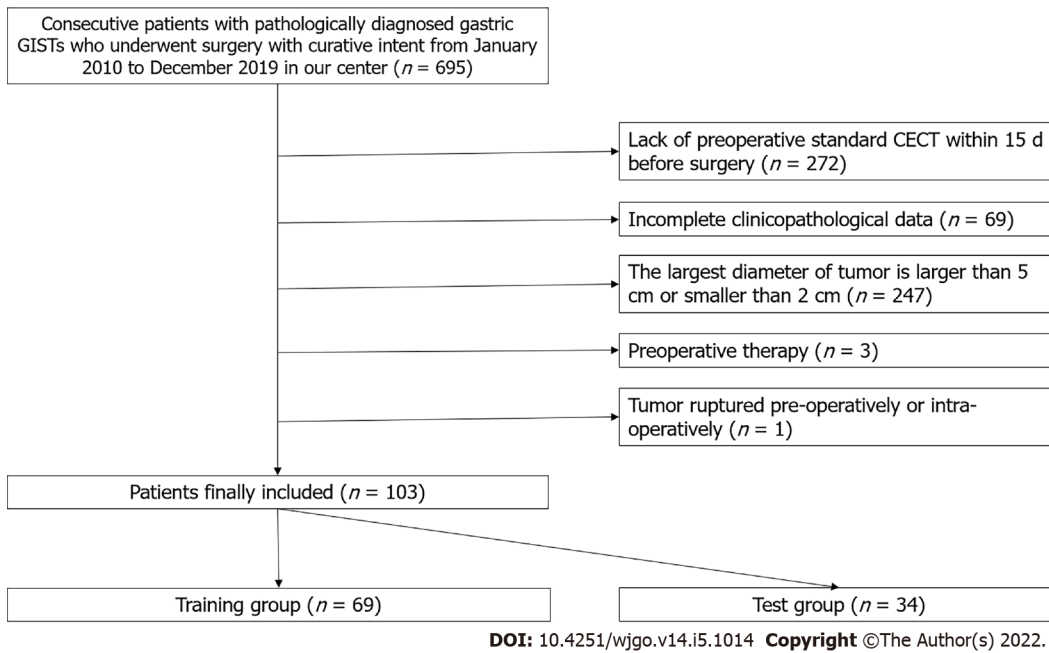 Consecutive patients with pathologically diagnosed gastric
GISTs who underwent surgery with curative intent from January
2010 to December 2019 in our center (n = 695)
Lack of preoperative standard CECT within 15 d
before surgery (n = 272)
Incomplete clinicopathological data (n = 69)
The largest diameter of tumor is larger than 5
cm or smaller than 2 cm (n = 247)
Preoperative therapy (n = 3)
Tumor ruptured pre-operatively or intra-
operatively (n = 1)
Patients finally included (n = 103)
Training group (n = 69)
Test group (n = 34)
DOI: 10.4251/wjgo.v14.i5.1014 Copyright ©The Author(s) 2022.